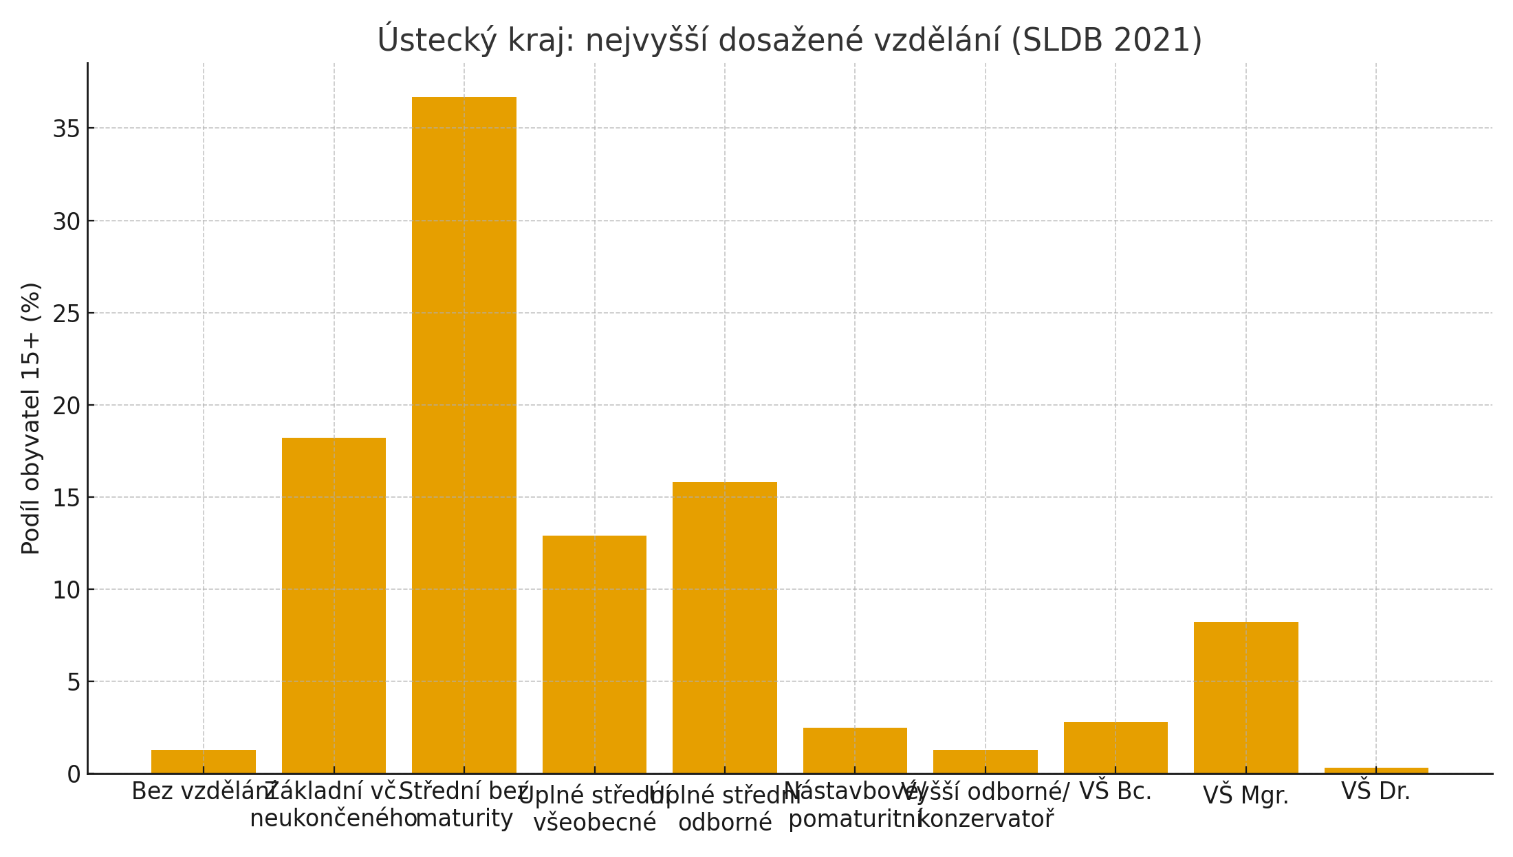 Ústecký kraj: nejvyšší dosažené vzdělání (SLDB 2021)
Podíl obyvatel 15+ (%)
35
30
25
20
15
10
5
0
Bez vzdělání
Základní vč.
neukončeného
Střední bez
maturity
Úplné střední
všeobecné
Úplné střední
odborné
Nástavbové/
pomaturitní
Vyšší odborné/
konzervatoř
VŠ Bc.
VŠ Mgr.
VŠ Dr.